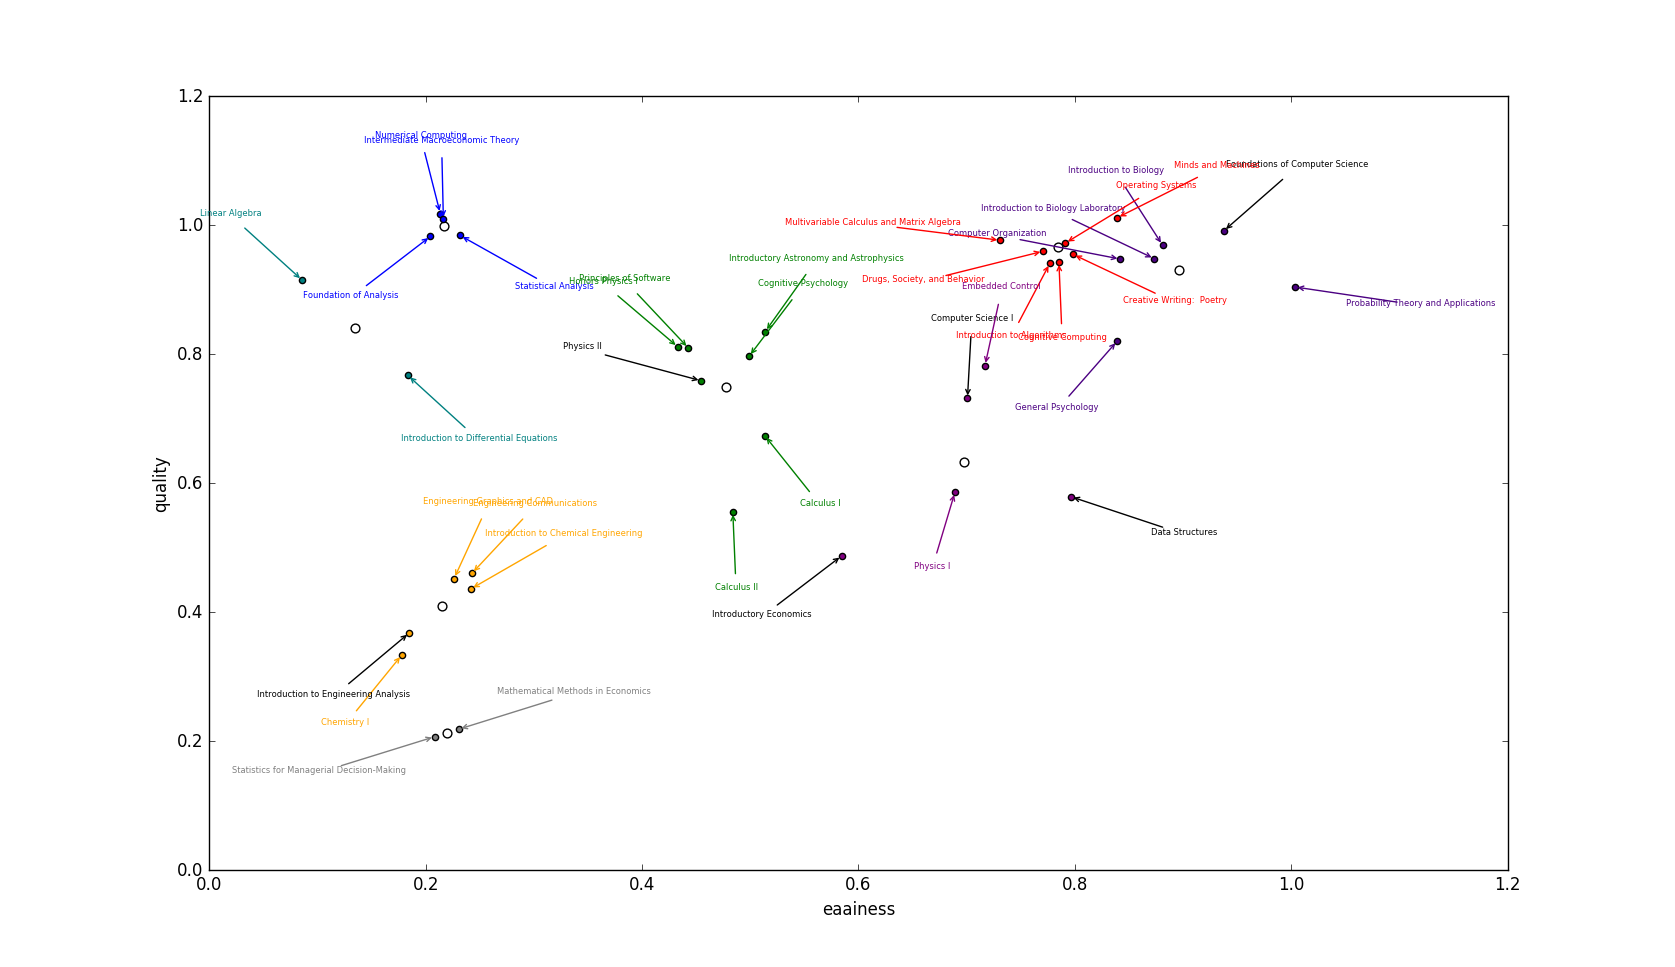 1.2
Numerical Computing
Intermediate Macroeconomic Theory
Minds and Machines
Foundations of Computer Science
Introduction to Biology
Operating Systems
Linear Algebra
Introduction to Biology Laboratory
1.0
Multivariable Calculus and Matrix Algebra
Computer Organization
Introductory Astronomy and Astrophysics
Principles of Software
Honors Physics I
Cognitive Psychology
Drugs, Society, and Behavior
Statistical Analysis
Embedded Control
Foundation of Analysis
Creative Writing:  Poetry
Probability Theory and Applications
Computer Science I
Introduction to Algorithms
Cognitive Computing
Physics II
0.8
General Psychology
Introduction to Differential Equations
quality
0.6
Engineering Graphics and CAD
Engineering Communications
Calculus I
Introduction to Chemical Engineering
Data Structures
Physics I
Calculus II
Introductory Economics
0.4
Introduction to Engineering Analysis
Mathematical Methods in Economics
Chemistry I
0.2
Statistics for Managerial Decision-Making
0.0
0.0 0.2 0.4 0.6 0.8 1.0 1.2
eaainess